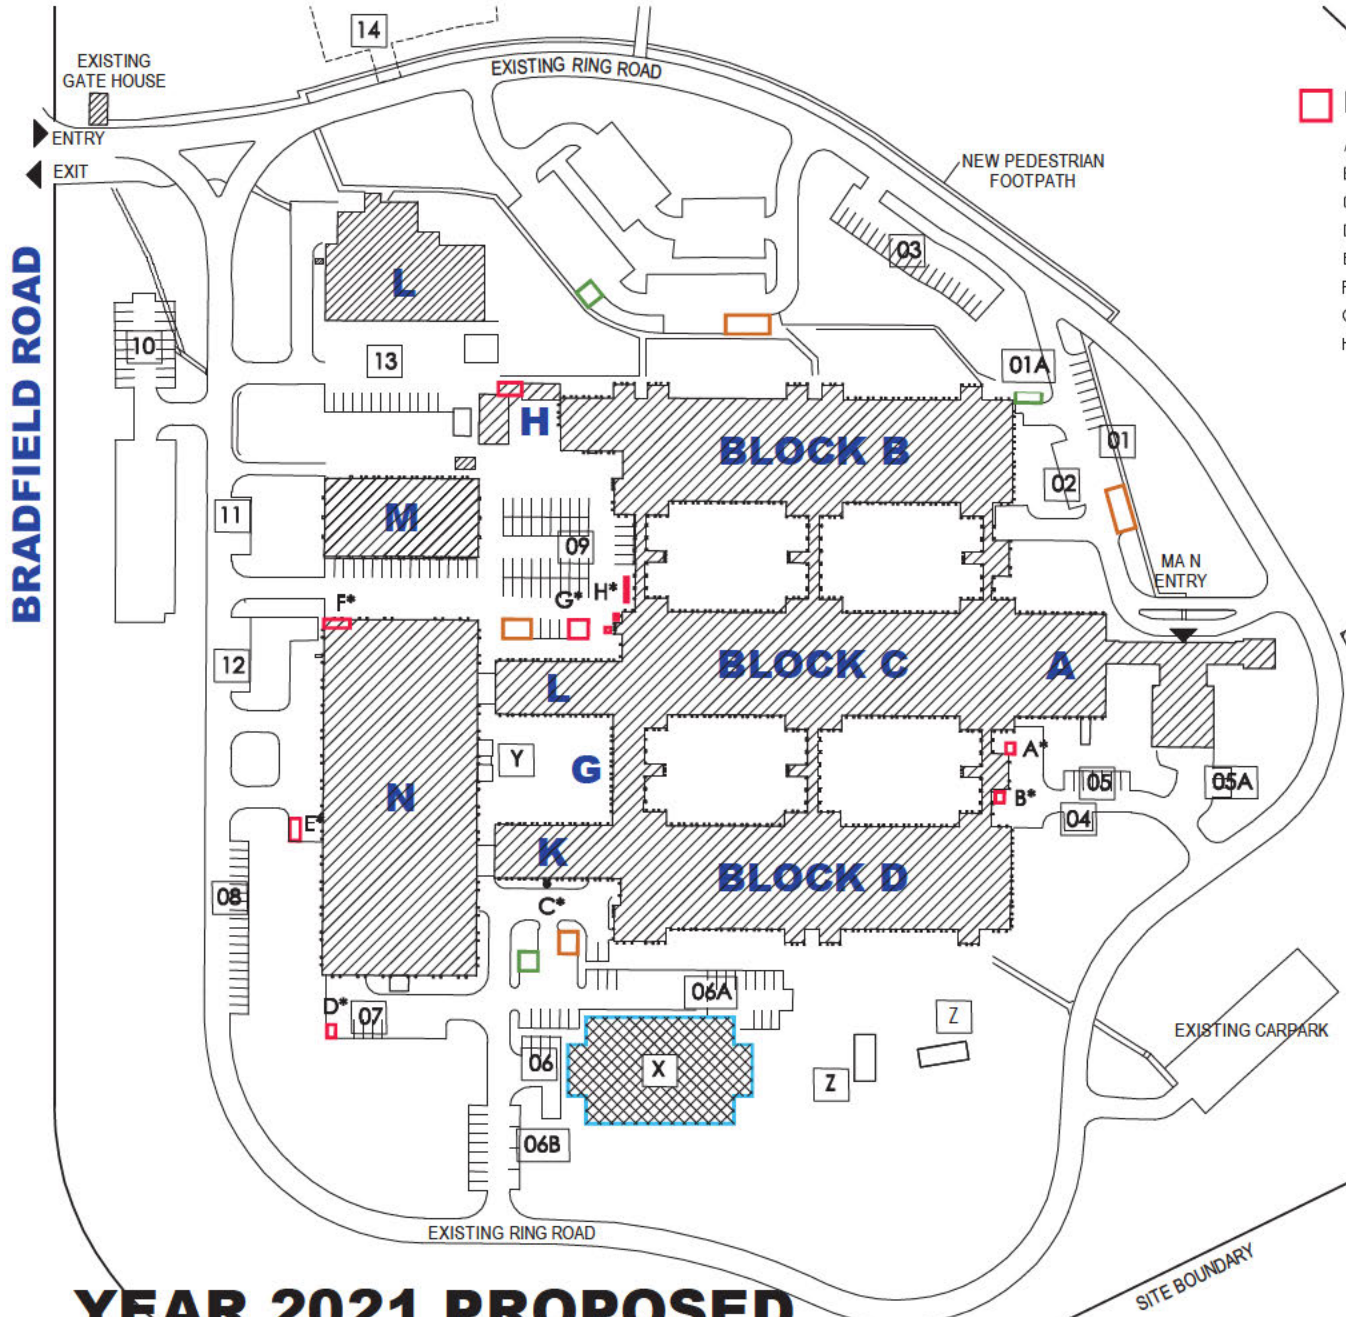 14
EXISTING
GATE HOUSE
EXISTING RING ROAD
ENTRY
EXIT
NEW PEDESTRIAN
FOOTPATH
BRADFIELD ROAD
03
L
10
13
01A
H
BLOCK B
01
02
11
M
09
MA N
ENTRY
F*
G*
H*
12
L
BLOCK C
A
Y
G
A*
N
B*
05
05A
04
E*
K
BLOCK D
08
C*
D*
07
06A
Z
EXISTING CARPARK
06
X
Z
06B
EXISTING RING ROAD
SITE BOUNDARY
YEAR 2021 PROPOSED